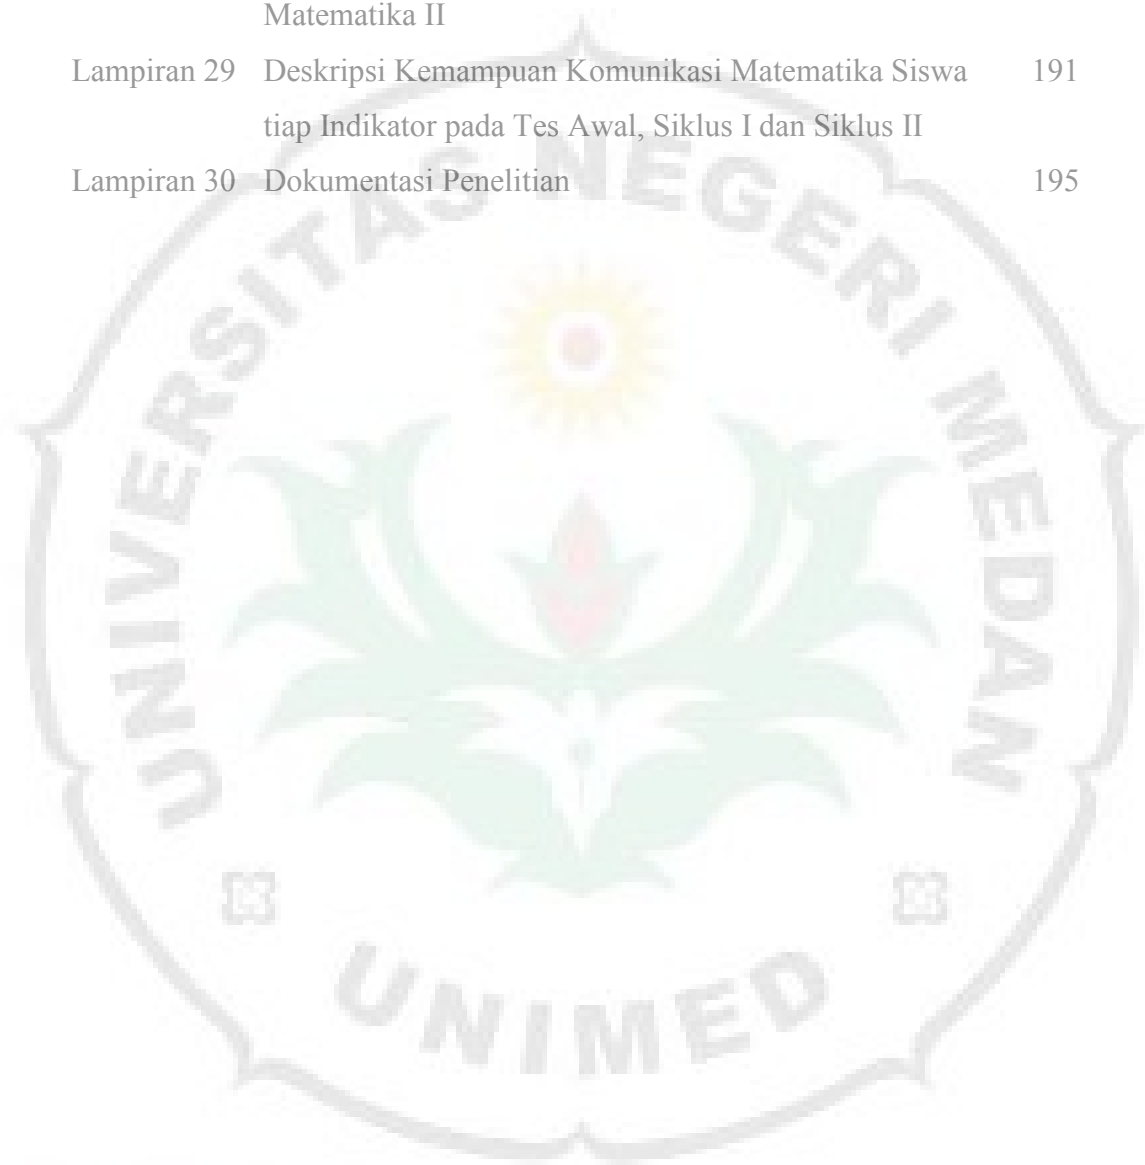 Matematika II
Lampiran 29 Deskripsi Kemampuan Komunikasi Matematika Siswa 191
tiap Indikator pada Tes Awal, Siklus I dan Siklus II
Lampiran 30 Dokumentasi Penelitian 195
UNIVERSITAS NEGERI MEDAN
UNIMED